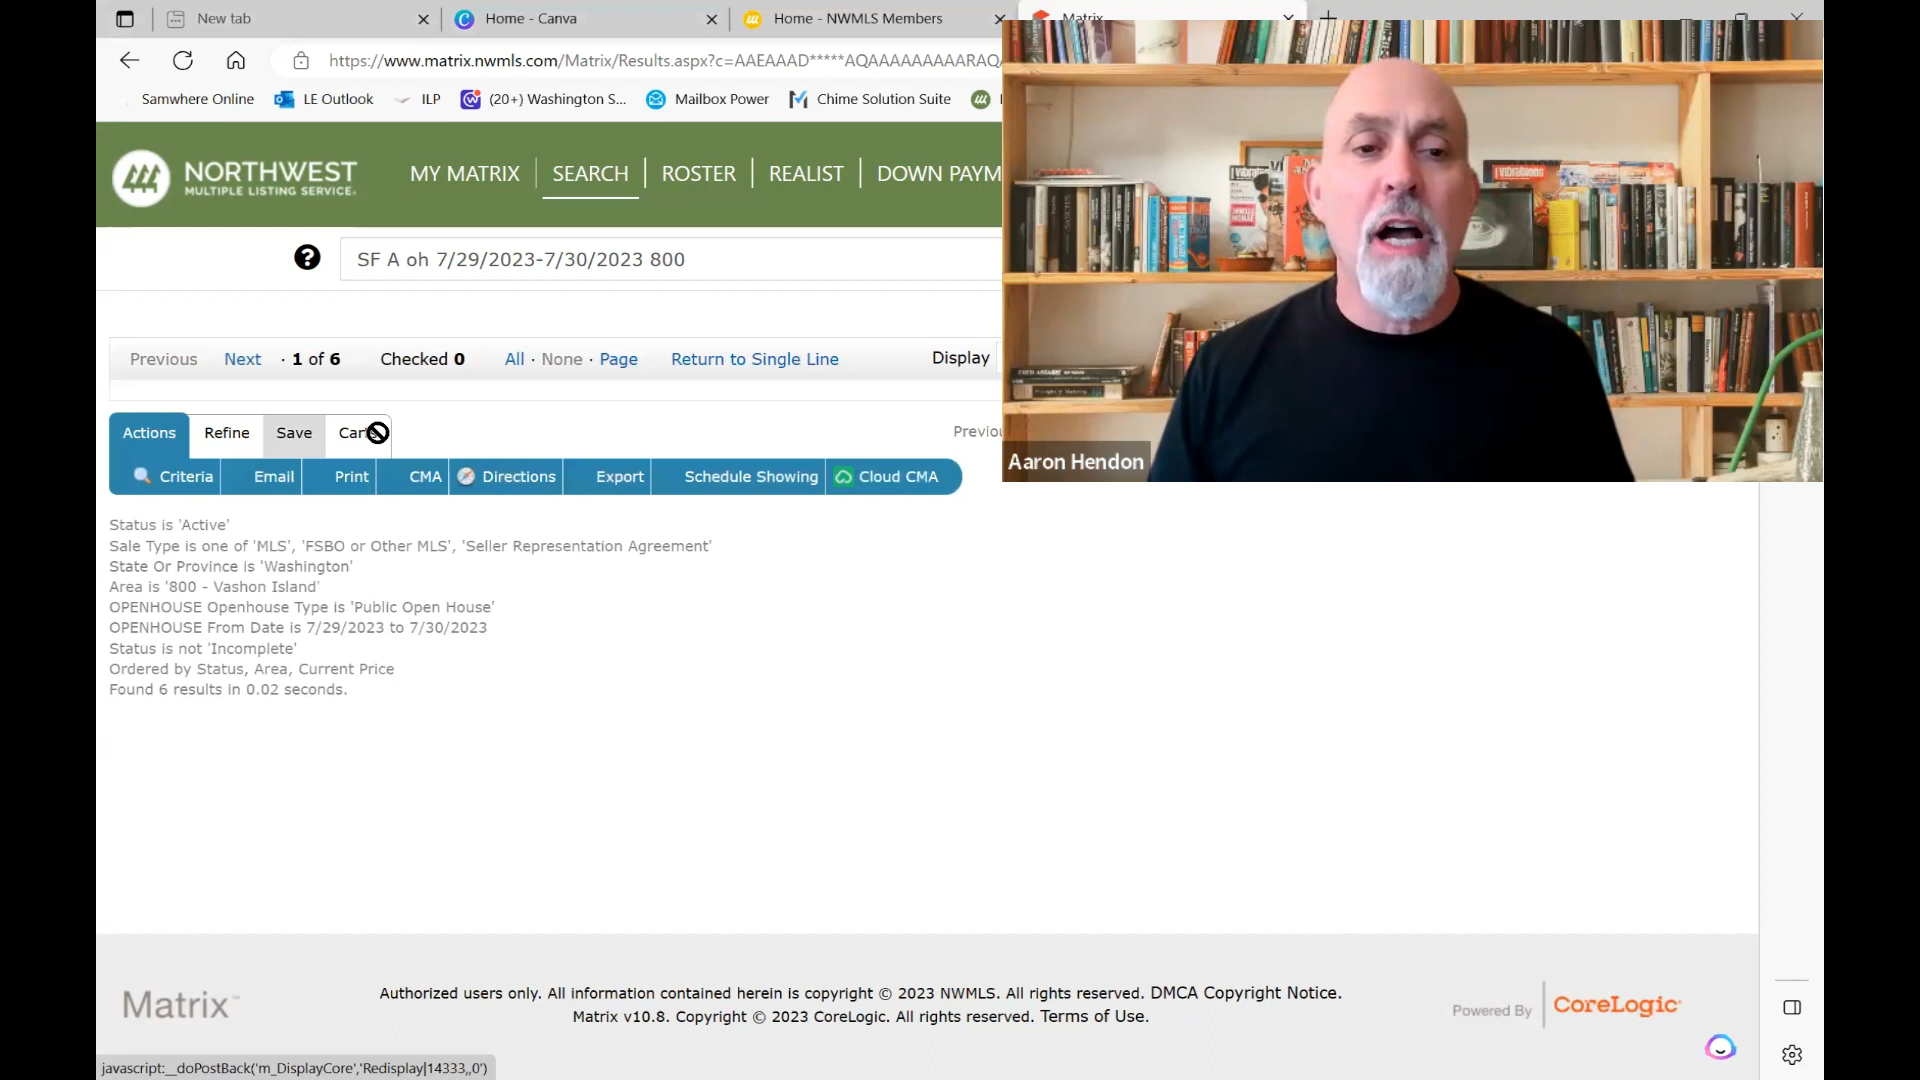 New tab
Home - Canva
Home - NWMLS Members
Matrix
https://www.matrix.nwmls.com/Matrix/Results.aspx?c=AAEAAAD*****AQAAAAAAAAARAQ
Samwhere Online
LE Outlook
ILP
(20+) Washington S...
Mailbox Power
Chime Solution Suite
NORTHWEST
MULTIPLE LISTING SERVICE
MY MATRIX
SEARCH
ROSTER
REALIST
DOWN PAYM
SF A oh 7/29/2023-7/30/2023 800
Previous Next · 1 of 6 Checked 0 All · None · Page Return to Single Line Display
Actions Refine Save Carts Previou
Criteria Email Print CMA Directions Export Schedule Showing Cloud CMA
Aaron Hendon
Status is 'Active'
Sale Type is one of 'MLS', 'FSBO or Other MLS', 'Seller Representation Agreement'
State Or Province is 'Washington'
Area is '800 - Vashon Island'
OPENHOUSE Openhouse Type is 'Public Open House'
OPENHOUSE From Date is 7/29/2023 to 7/30/2023
Status is not 'Incomplete'
Ordered by Status, Area, Current Price
Found 6 results in 0.02 seconds.
Matrix™
Authorized users only. All information contained herein is copyright © 2023 NWMLS. All rights reserved. DMCA Copyright Notice.
Matrix v10.8. Copyright © 2023 CoreLogic. All rights reserved. Terms of Use.
Powered By
CoreLogic
javascript:__doPostBack('m_DisplayCore','Redisplay|14333,,0')